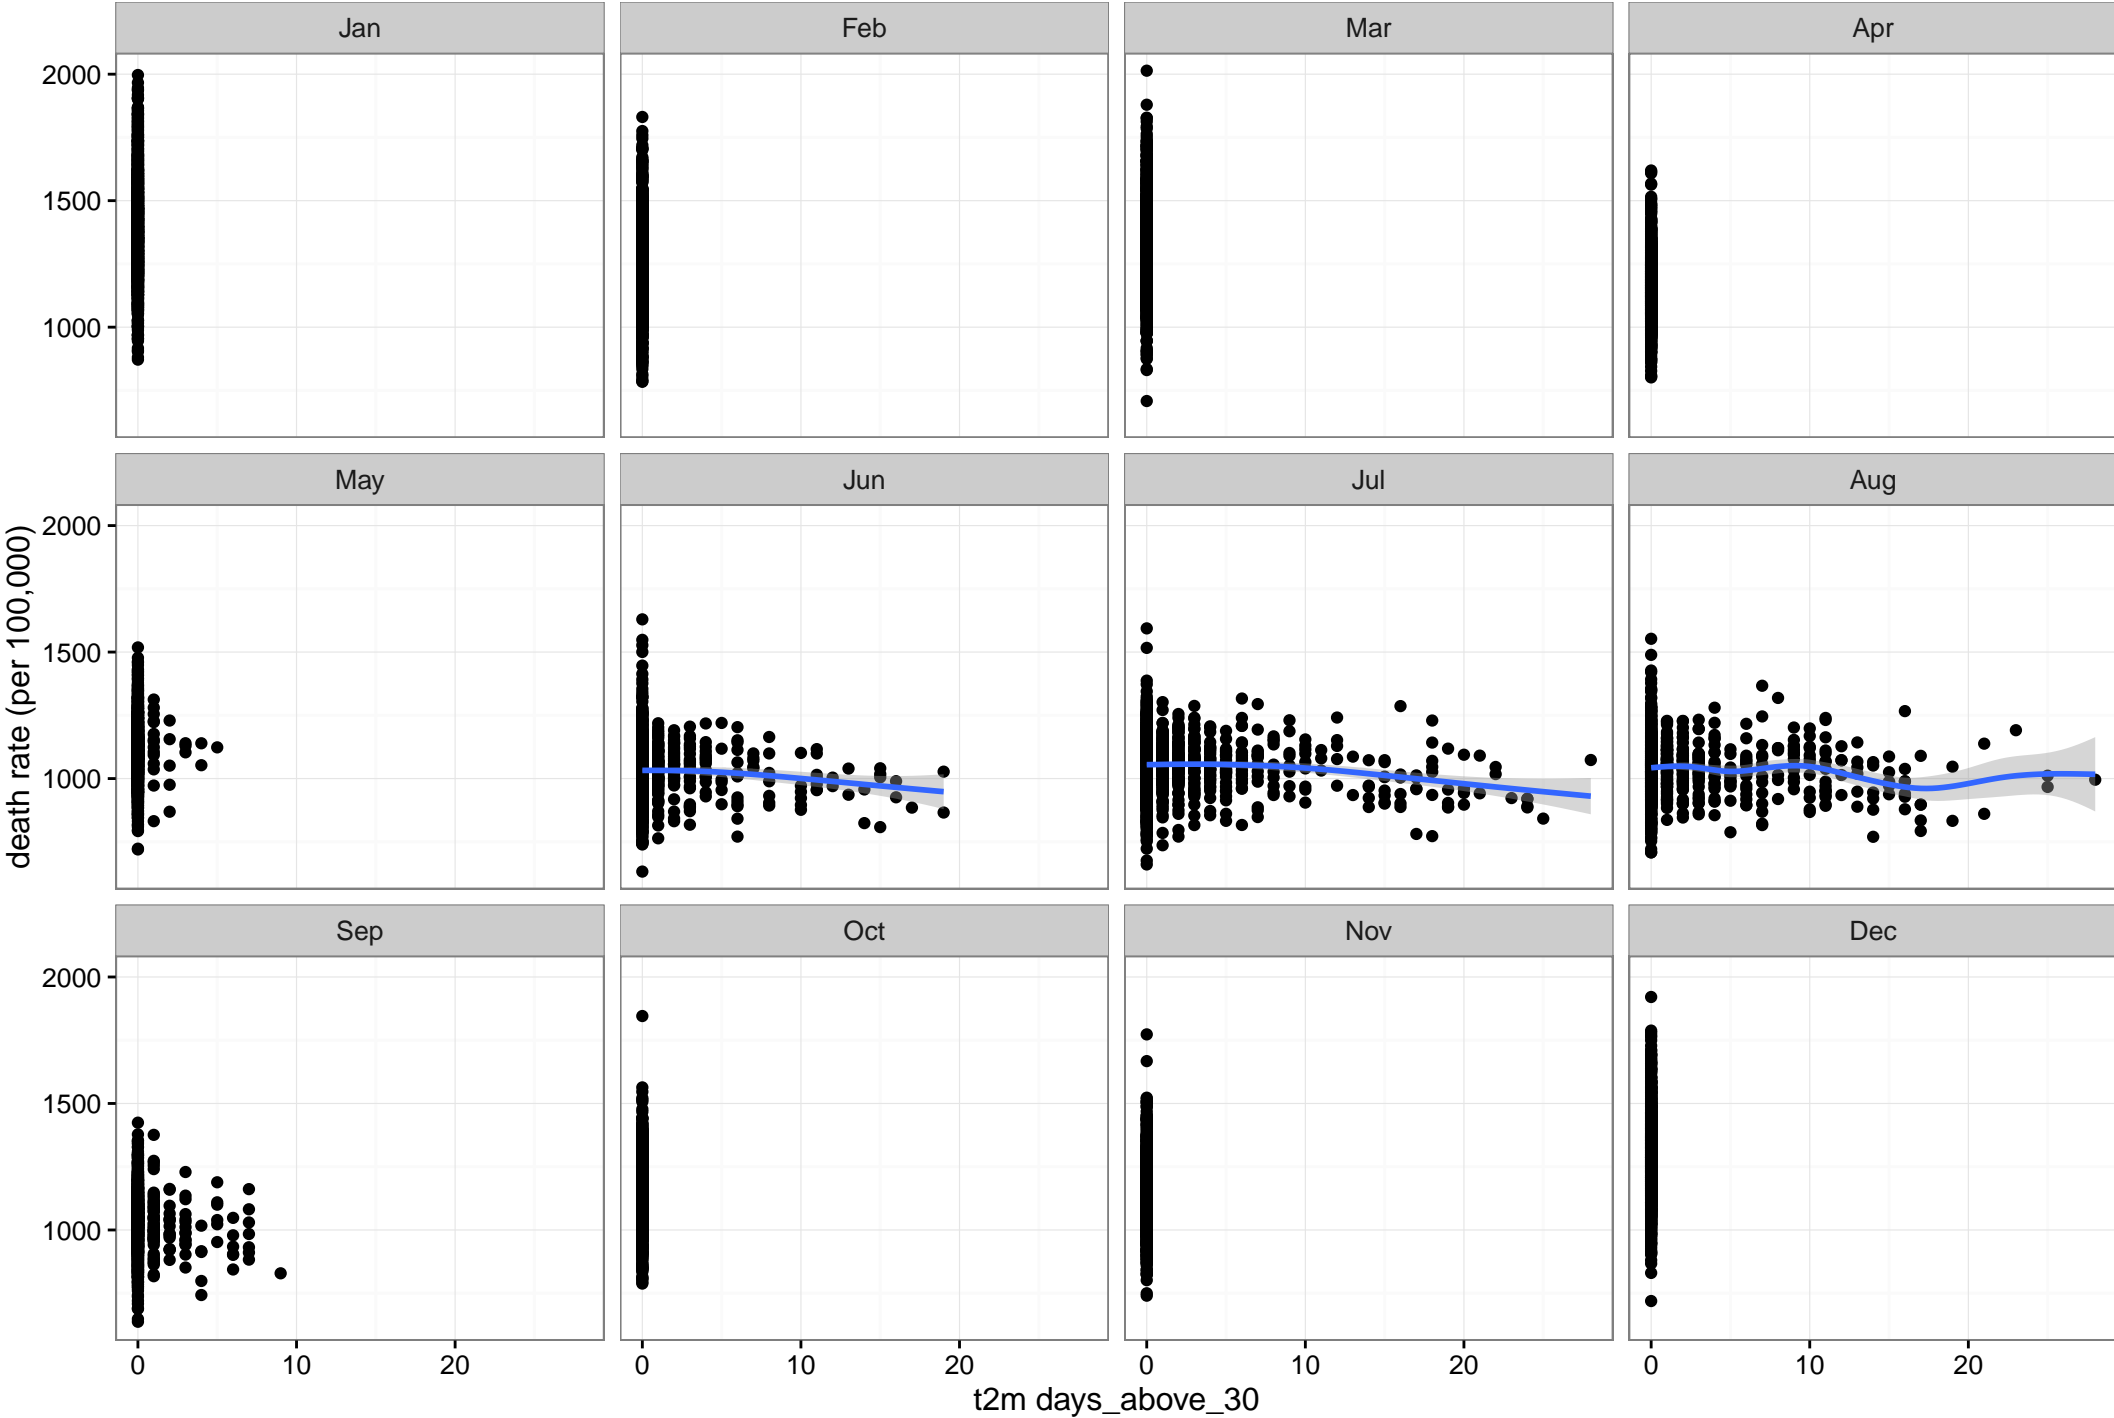 Jan Feb Mar Apr
2000
1500
1000
May Jun Jul Aug
2000
1500
1000
death rate (per 100,000)
Sep Oct Nov Dec
2000
1500
1000
0 10 20 0 10 20 0 10 20 0 10 20
t2m days_above_30